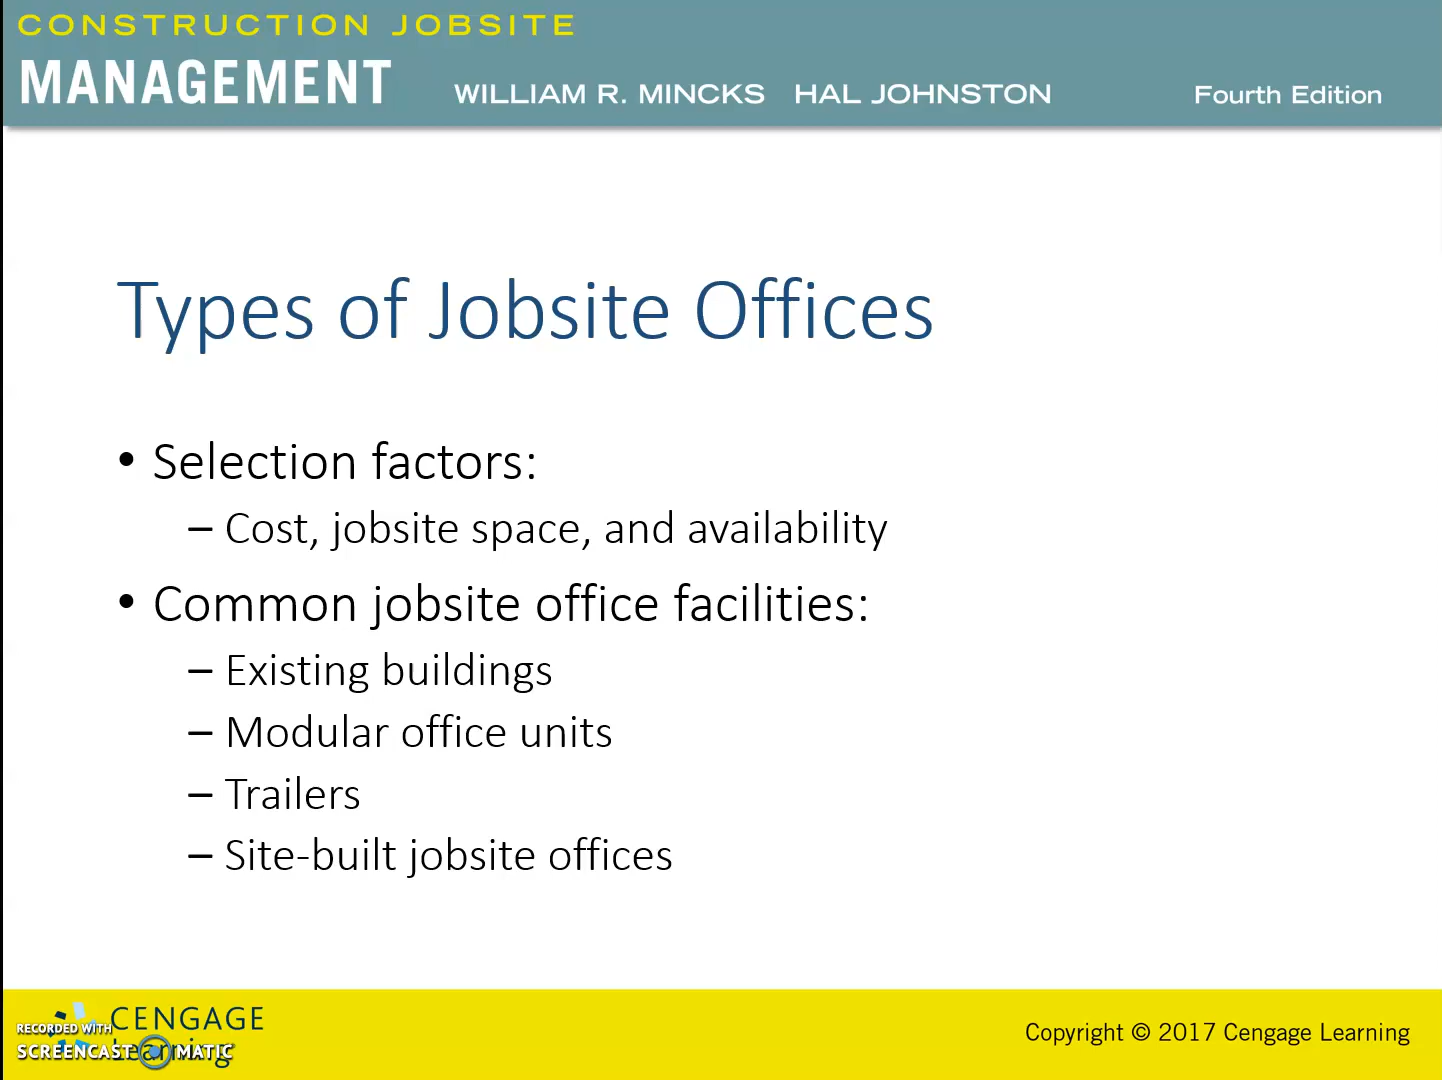 CONSTRUCTION JOBSITE
MANAGEMENT WILLIAM R. MINCKS HAL JOHNSTON Fourth Edition
Types of Jobsite Offices
• Selection factors:
– Cost, jobsite space, and availability
• Common jobsite office facilities:
– Existing buildings
– Modular office units
– Trailers
– Site-built jobsite offices
CENGAGE
Learning
RECORDED WITH
SCREENCAST MATIC
Copyright © 2017 Cengage Learning